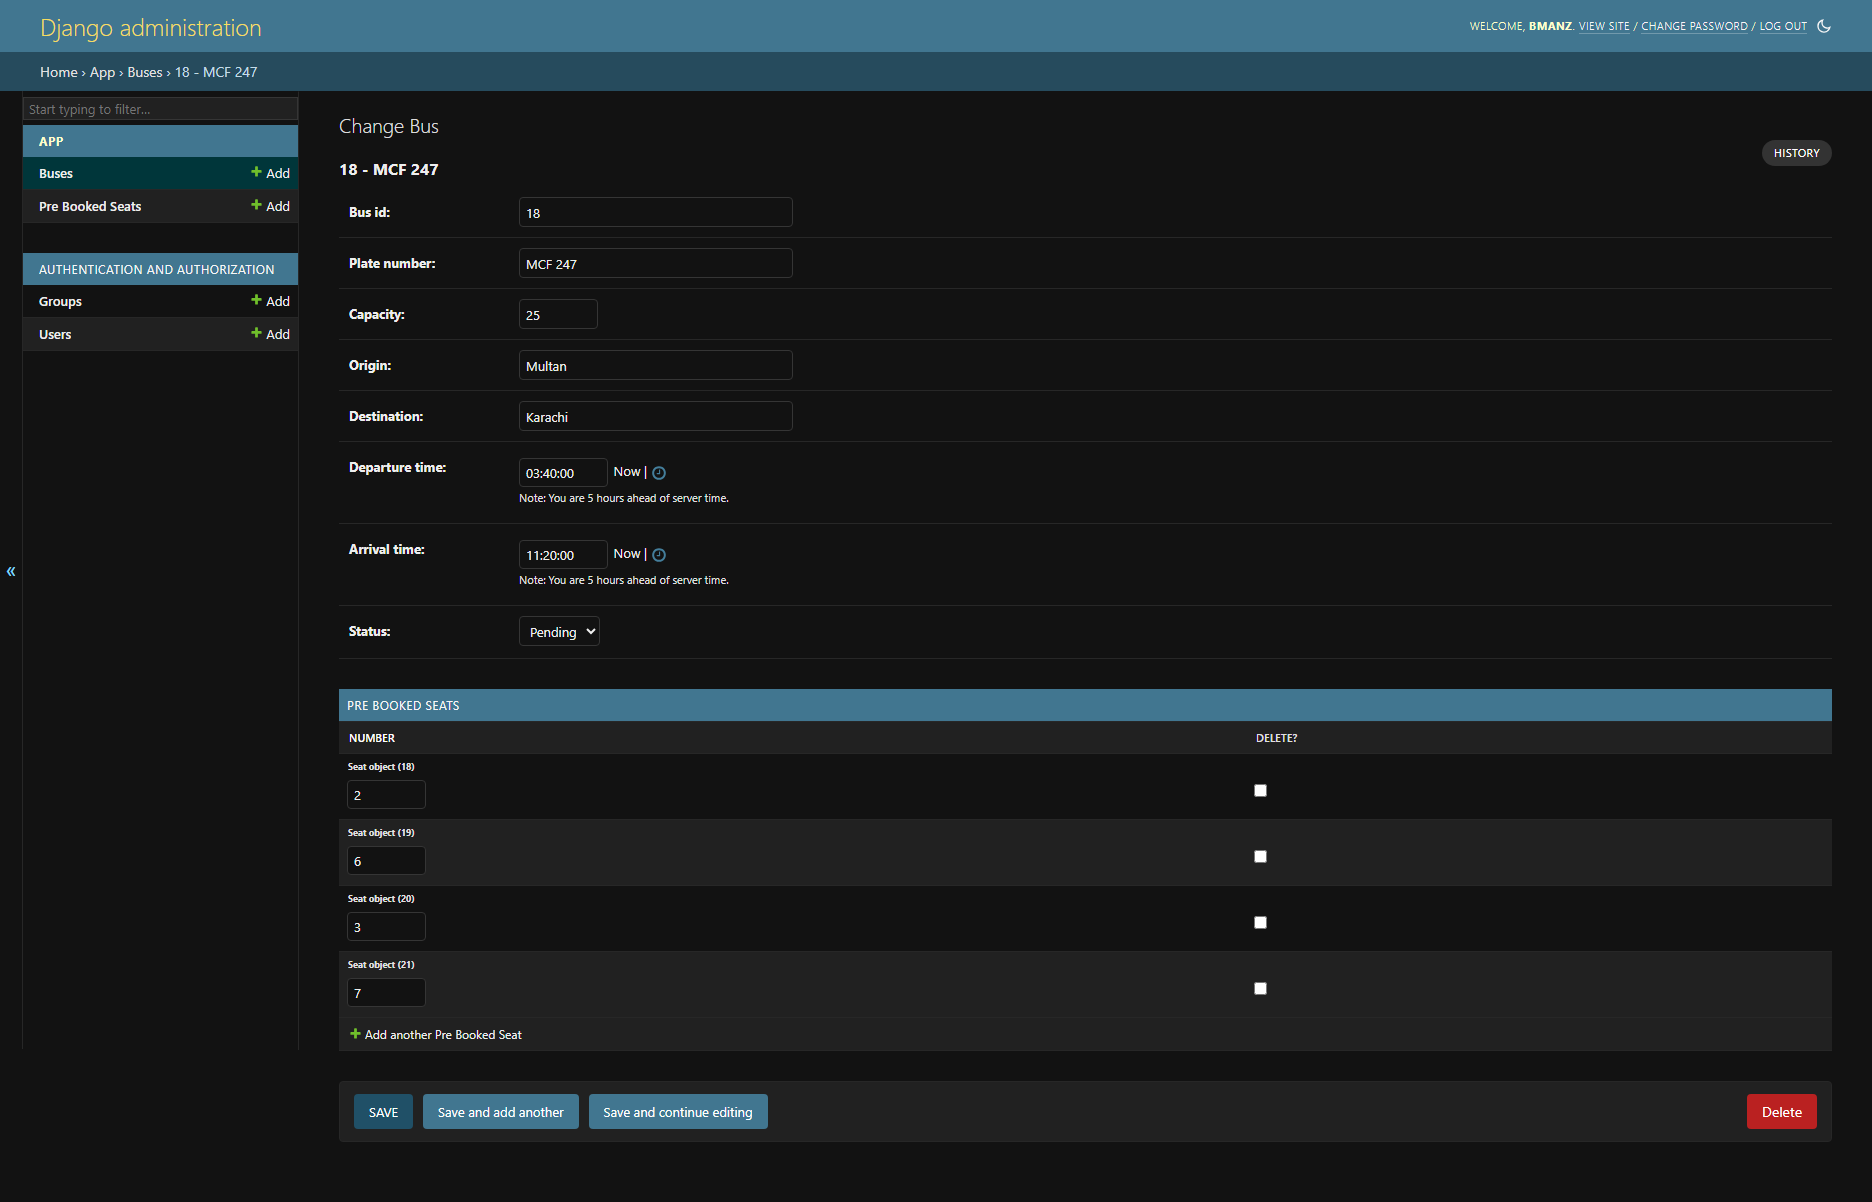 Django administration
WELCOME, BMANZ. VIEW SITE / CHANGE PASSWORD / LOG OUT
Home › App › Buses › 18 - MCF 247
Start typing to filter...
APP
Buses
Add
Pre Booked Seats
Add
AUTHENTICATION AND AUTHORIZATION
Groups
Add
Users
Add
«
Change Bus
HISTORY
18 - MCF 247
Bus id:
18
Plate number:
MCF 247
Capacity:
25
Origin:
Multan
Destination:
Karachi
Departure time:
03:40:00
Now |
Note: You are 5 hours ahead of server time.
Arrival time:
11:20:00
Now |
Note: You are 5 hours ahead of server time.
Status:
Pending
PRE BOOKED SEATS
NUMBER
DELETE?
Seat object (18)
2
Seat object (19)
6
Seat object (20)
3
Seat object (21)
7
Add another Pre Booked Seat
SAVE
Save and add another
Save and continue editing
Delete